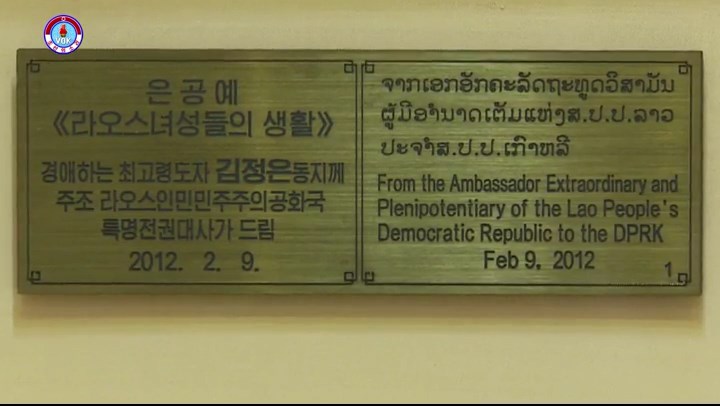 VOK
은공예
《라오스녀성들의 생활》
경애하는 최고령도자 김정은동지께
주조 라오스인민민주주의공화국
특명전권대사가 드림
2012. 2. 9.
ຈາກເອກອັກຄະລັດຖະທູດວິສາມັນ
ຜູ້ມີອຳນາດເຕັມແຫ່ງສ.ປ.ປ.ລາວ
ປະຈຳສ.ປ.ປ.ເກົາຫລີ
From the Ambassador Extraordinary and
Plenipotentiary of the Lao People's
Democratic Republic to the DPRK
Feb 9, 2012
1